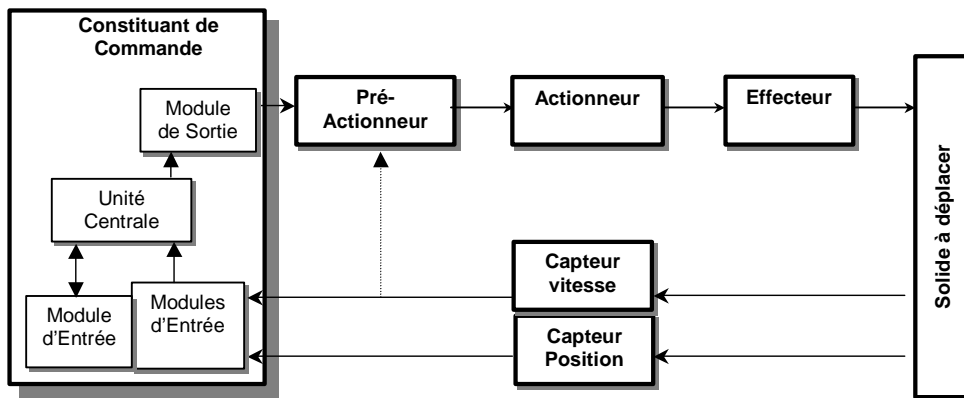 Constituant de
Commande
Module
de Sortie
Pré-
Actionneur
Actionneur
Effecteur
Solide à déplacer
Unité
Centrale
Capteur
vitesse
Module
d'Entrée
Modules
d'Entrée
Capteur
Position